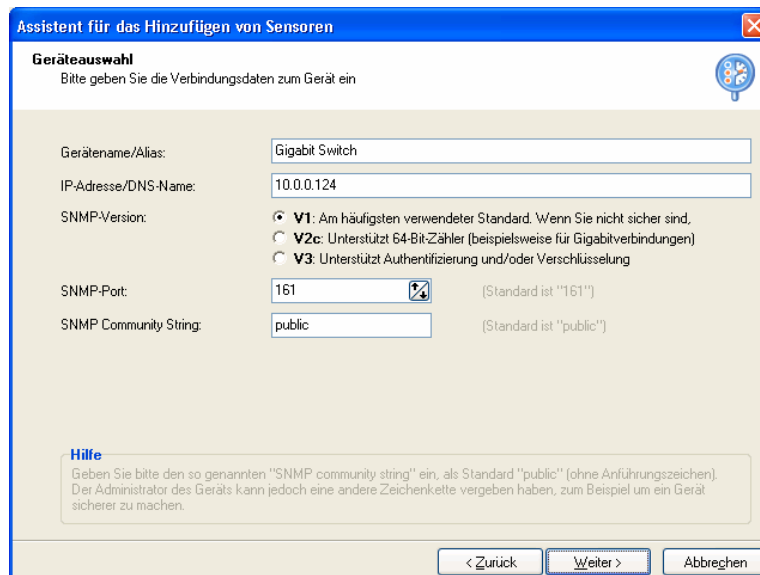 Assistent für das Hinzufügen von Sensoren
Geräteauswahl
Bitte geben Sie die Verbindungsdaten zum Gerät ein
Gerätename/Alias: Gigabit Switch
IP-Adresse/DNS-Name: 10.0.0.124
SNMP-Version: V1: Am häufigsten verwendeter Standard. Wenn Sie nicht sicher sind,
V2c: Unterstützt 64-Bit-Zähler (beispielsweise für Gigabitverbindungen)
V3: Unterstützt Authentifizierung und/oder Verschlüsselung
SNMP-Port: 161 (Standard ist "161")
SNMP Community String: public (Standard ist "public")
Hilfe
Geben Sie bitte den so genannten "SNMP community string" ein, als Standard "public" (ohne Anführungszeichen).
Der Administrator des Geräts kann jedoch eine andere Zeichenkette vergeben haben, zum Beispiel um ein Gerät
sicherer zu machen.
< Zurück Weiter > Abbrechen